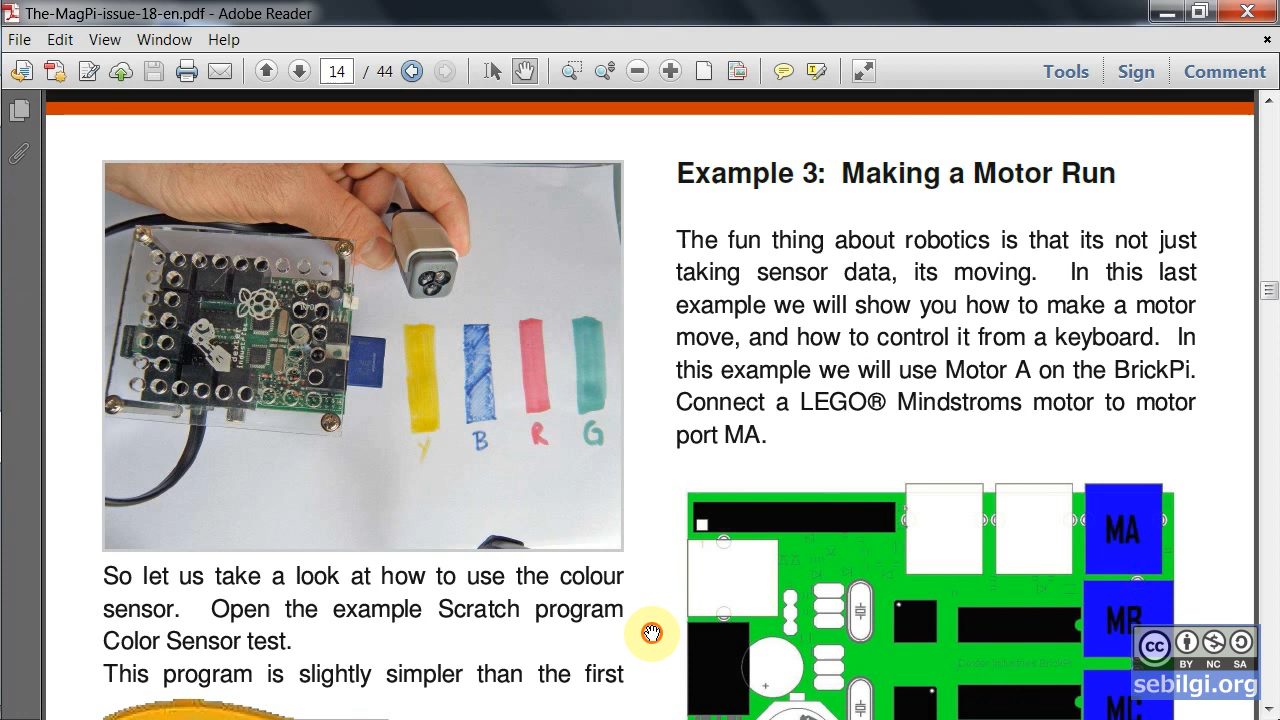 The-MagPi-issue-18-en.pdf - Adobe Reader
File Edit View Window Help
14 / 44
Tools Sign Comment
Y B R G
So let us take a look at how to use the colour
sensor. Open the example Scratch program
Color Sensor test.
This program is slightly simpler than the first
Example 3: Making a Motor Run
The fun thing about robotics is that its not just
taking sensor data, its moving. In this last
example we will show you how to make a motor
move, and how to control it from a keyboard. In
this example we will use Motor A on the BrickPi.
Connect a LEGO® Mindstroms motor to motor
port MA.
MA
MB
Dexter Industries BrickPi
MC
cc BY NC SA
sebilgi.org